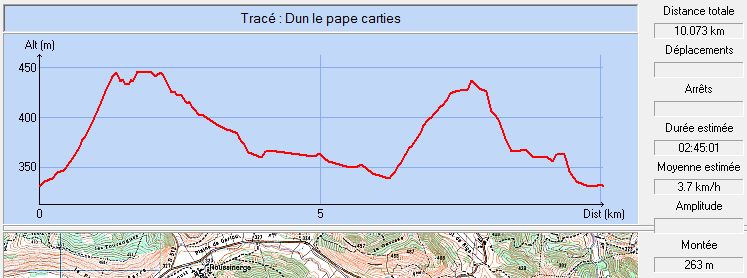 Tracé : Dun le pape carties
Alt (m)
450
400
350
0
5
Dist (km)
Distance totale
10.073 km
Déplacements
Arrêts
Durée estimée
02:45:01
Moyenne estimée
3.7 km/h
Amplitude
Montée
263 m